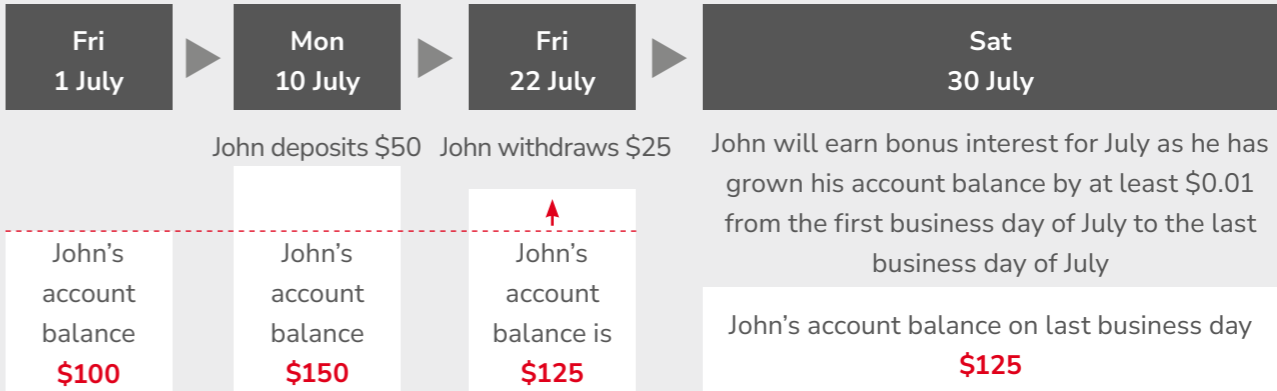 Fri
1 July
Mon
10 July
Fri
22 July
Sat
30 July
John deposits $50
John withdraws $25
John will earn bonus interest for July as he has
grown his account balance by at least $0.01
from the first business day of July to the last
business day of July
John's
account
balance
$100
John's
account
balance
$150
John's
account
balance is
$125
John's account balance on last business day
$125